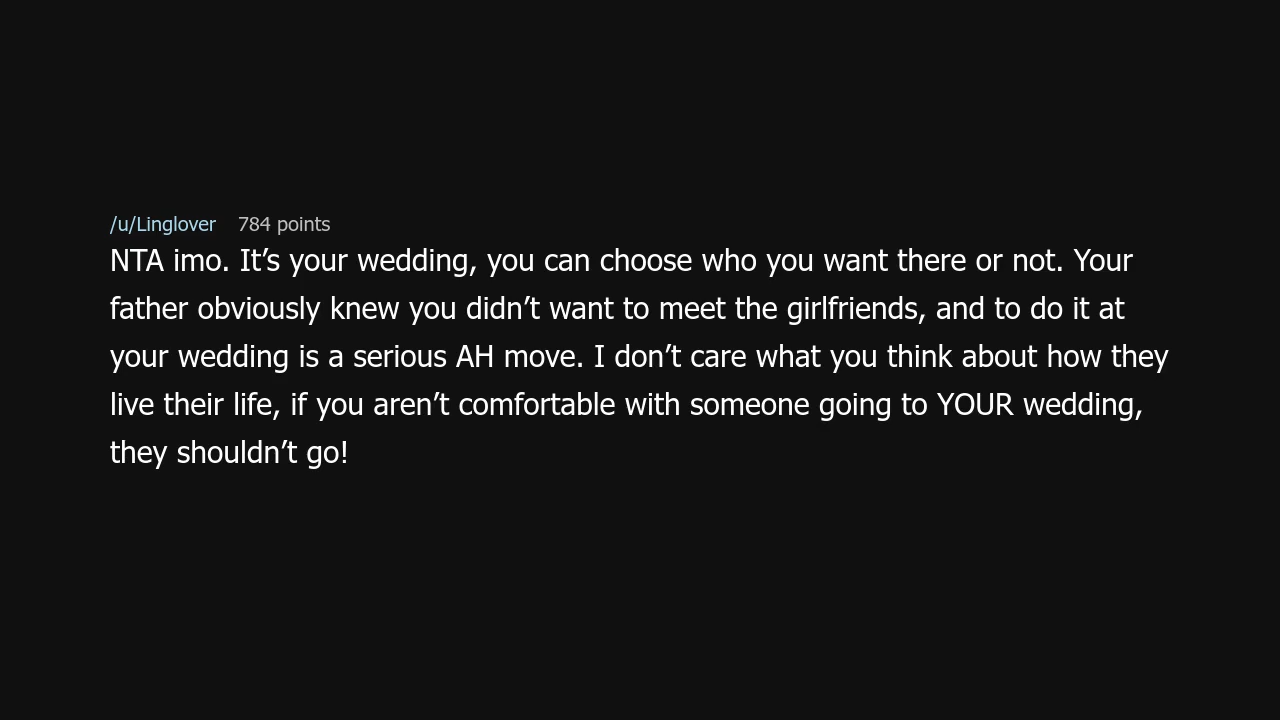 /u/Linglover 784 points
NTA imo. It’s your wedding, you can choose who you want there or not. Your
father obviously knew you didn’t want to meet the girlfriends, and to do it at
your wedding is a serious AH move. I don’t care what you think about how they
live their life, if you aren’t comfortable with someone going to YOUR wedding,
they shouldn’t go!